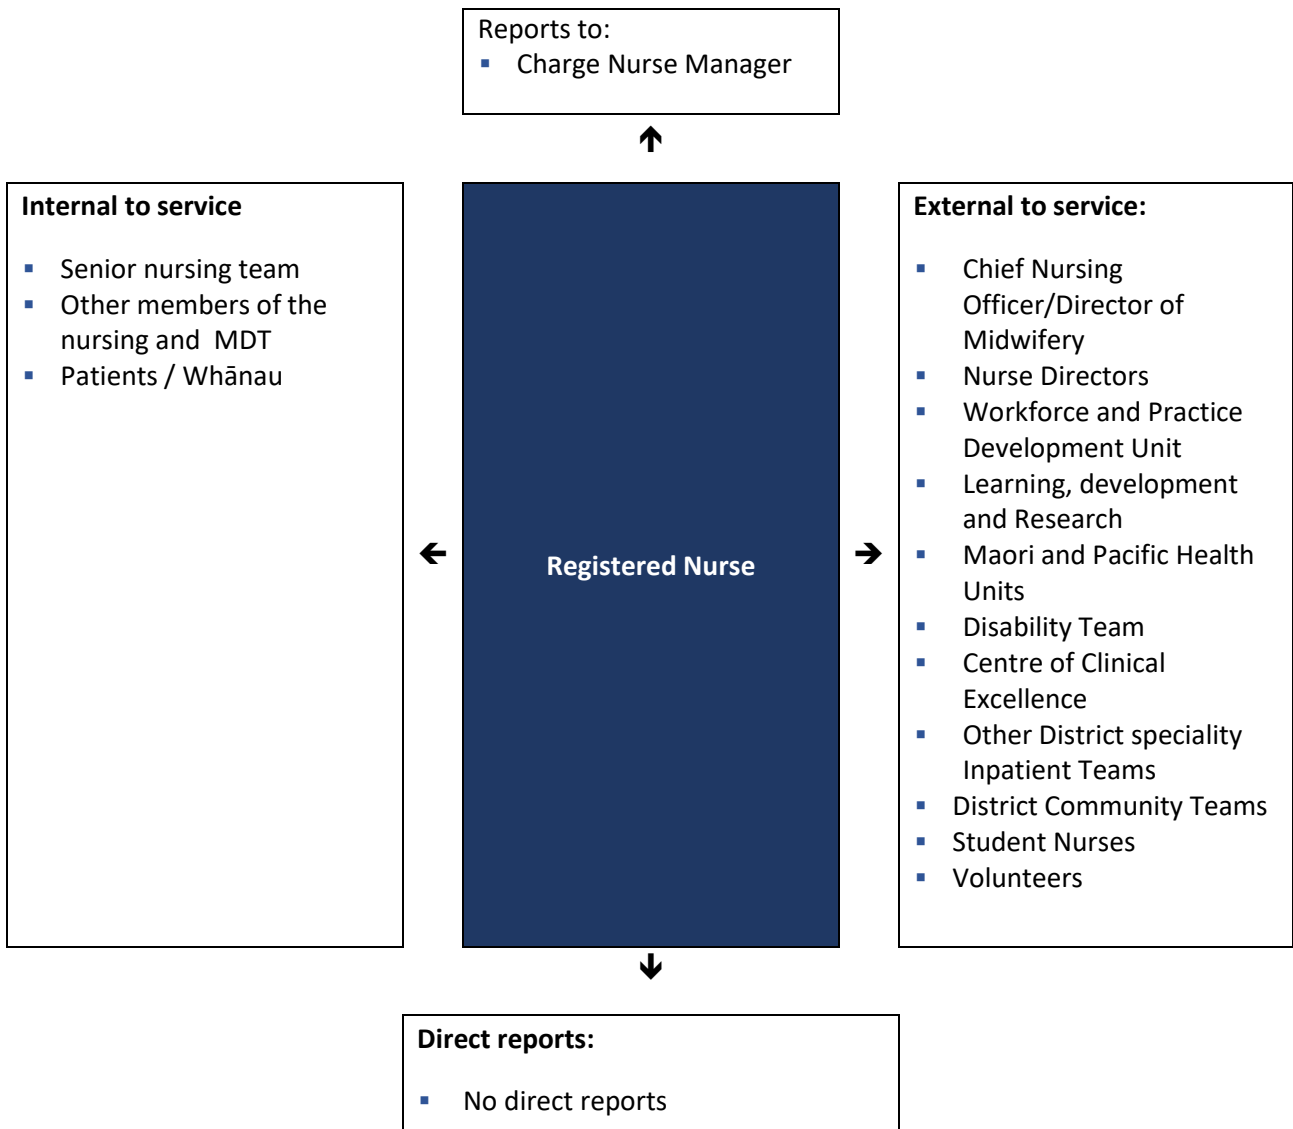 Reports to:
▪ Charge Nurse Manager
Internal to service
▪ Senior nursing team
▪ Other members of the
nursing and  MDT
▪ Patients / Whānau
Registered Nurse
External to service:
▪ Chief Nursing
Officer/Director of
Midwifery
▪ Nurse Directors
▪ Workforce and Practice
Development Unit
▪ Learning, development
and Research
▪ Maori and Pacific Health
Units
▪ Disability Team
▪ Centre of Clinical
Excellence
▪ Other District speciality
Inpatient Teams
▪ District Community Teams
▪ Student Nurses
▪ Volunteers
Direct reports:
▪ No direct reports